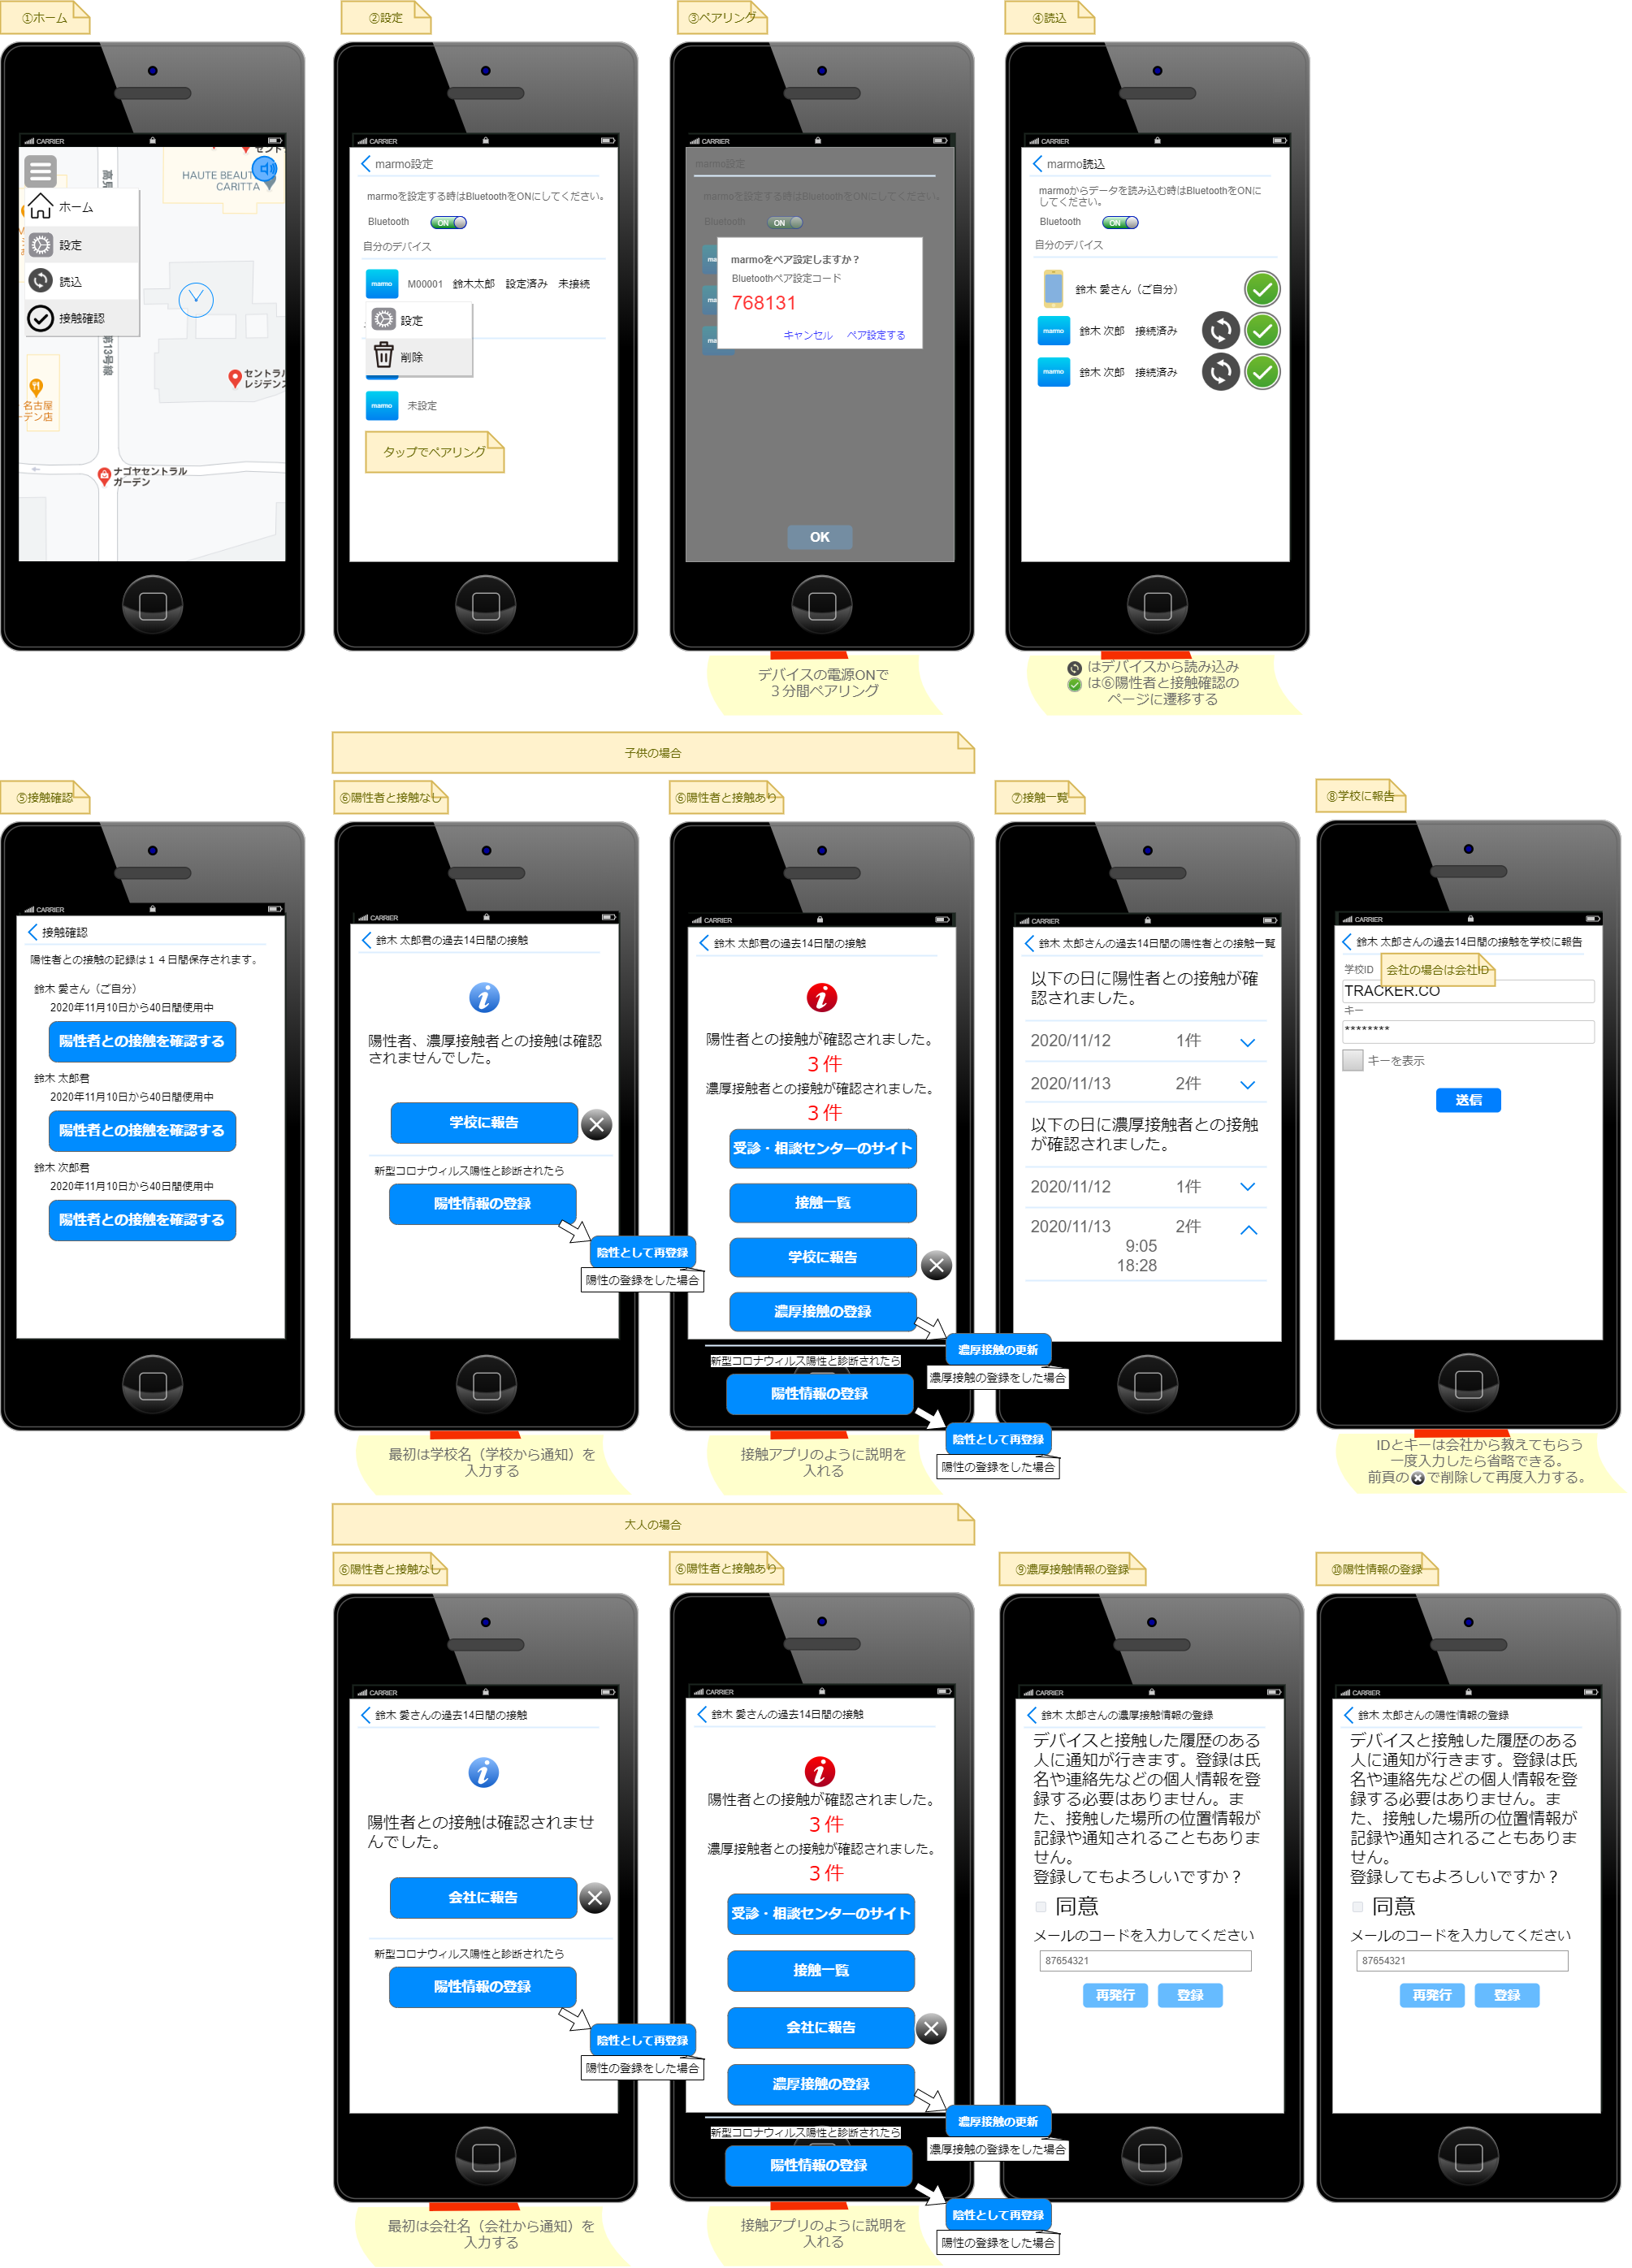 ①ホーム
CARRIER
セント
HAUTE BEAUT
CARITTA
ホーム
設定
読込
接触確認
第13号線
セントラル
レジデンス
名古屋
ーデン店
ナゴヤセントラル
ガーデン
②設定
CARRIER
marmo設定
marmoを設定する時はBluetoothをONにしてください。
Bluetooth ON
自分のデバイス
marmo M00001 鈴木太郎 設定済み 未接続
設定
削除
marmo 未設定
タップでペアリング
③ペアリング
CARRIER
marmo設定
marmoを設定する時はBluetoothをONにしてください。
Bluetooth ON
marmoをペア設定しますか？
Bluetoothペア設定コード
768131
キャンセル ペア設定する
OK
デバイスの電源ONで
３分間ペアリング
④読込
CARRIER
marmo読込
marmoからデータを読み込む時はBluetoothをONに
してください。
Bluetooth ON
自分のデバイス
鈴木 愛さん（ご自分）
marmo 鈴木 次郎 接続済み
marmo 鈴木 次郎 接続済み
はデバイスから読み込み
は⑥陽性者と接触確認の
ページに遷移する
子供の場合
⑤接触確認
CARRIER
接触確認
陽性者との接触の記録は１４日間保存されます。
鈴木 愛さん（ご自分）
2020年11月10日から40日間使用中
陽性者との接触を確認する
鈴木 太郎君
2020年11月10日から40日間使用中
陽性者との接触を確認する
鈴木 次郎君
2020年11月10日から40日間使用中
陽性者との接触を確認する
⑥陽性者と接触なし
CARRIER
鈴木 太郎君の過去14日間の接触
i
陽性者、濃厚接触者との接触は確認
されませんでした。
学校に報告
新型コロナウィルス陽性と診断されたら
陽性情報の登録
陰性として再登録
陽性の登録をした場合
最初は学校名（学校から通知）を
入力する
⑥陽性者と接触あり
CARRIER
鈴木 太郎君の過去14日間の接触
i
陽性者との接触が確認されました。
３件
濃厚接触者との接触が確認されました。
３件
受診・相談センターのサイト
接触一覧
学校に報告
濃厚接触の登録
濃厚接触の更新
濃厚接触の登録をした場合
新型コロナウィルス陽性と診断されたら
陽性情報の登録
陰性として再登録
陽性の登録をした場合
接触アプリのように説明を
入れる
⑦接触一覧
CARRIER
鈴木 太郎さんの過去14日間の陽性者との接触一覧
以下の日に陽性者との接触が確
認されました。
2020/11/12 1件
2020/11/13 2件
以下の日に濃厚接触者との接触
が確認されました。
2020/11/12 1件
2020/11/13 2件
9:05
18:28
⑧学校に報告
CARRIER
鈴木 太郎さんの過去14日間の接触を学校に報告
学校ID
会社の場合は会社ID
TRACKER.CO
キー
********
キーを表示
送信
IDとキーは会社から教えてもらう
一度入力したら省略できる。
前頁の で削除して再度入力する。
大人の場合
⑥陽性者と接触なし
CARRIER
鈴木 愛さんの過去14日間の接触
i
陽性者との接触は確認されませ
んでした。
会社に報告
新型コロナウィルス陽性と診断されたら
陽性情報の登録
陰性として再登録
陽性の登録をした場合
最初は会社名（会社から通知）を
入力する
⑥陽性者と接触あり
CARRIER
鈴木 愛さんの過去14日間の接触
i
陽性者との接触が確認されました。
３件
濃厚接触者との接触が確認されました。
３件
受診・相談センターのサイト
接触一覧
会社に報告
濃厚接触の登録
濃厚接触の更新
濃厚接触の登録をした場合
新型コロナウィルス陽性と診断されたら
陽性情報の登録
陰性として再登録
陽性の登録をした場合
接触アプリのように説明を
入れる
⑨濃厚接触情報の登録
CARRIER
鈴木 太郎さんの濃厚接触情報の登録
デバイスと接触した履歴のある
人に通知が行きます。登録は氏
名や連絡先などの個人情報を登
録する必要はありません。ま
た、接触した場所の位置情報が
記録や通知されることもありま
せん。
登録してもよろしいですか？
同意
メールのコードを入力してください
87654321
再発行 登録
⑩陽性情報の登録
CARRIER
鈴木 太郎さんの陽性情報の登録
デバイスと接触した履歴のある
人に通知が行きます。登録は氏
名や連絡先などの個人情報を登
録する必要はありません。ま
た、接触した場所の位置情報が
記録や通知されることもありま
せん。
登録してもよろしいですか？
同意
メールのコードを入力してください
87654321
再発行 登録